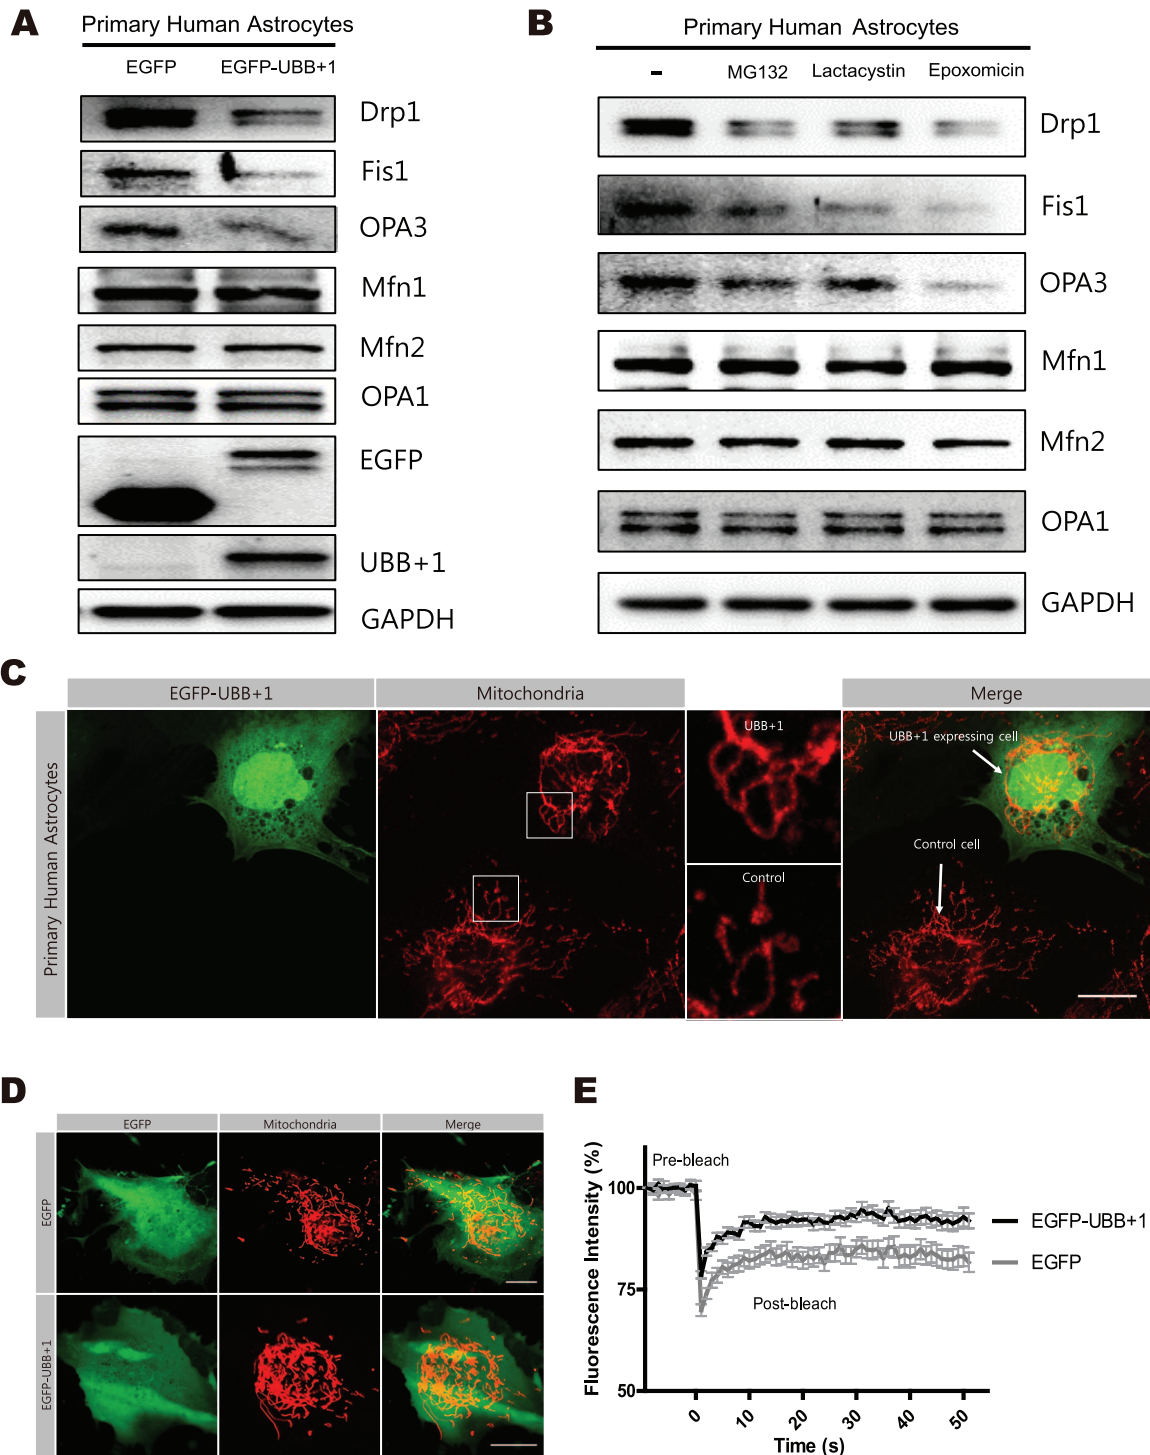 A
Primary Human Astrocytes
EGFP EGFP-UBB+1
Drp1
Fis1
OPA3
Mfn1
Mfn2
OPA1
EGFP
UBB+1
GAPDH
B
Primary Human Astrocytes
- MG132 Lactacystin Epoxomicin
Drp1
Fis1
OPA3
Mfn1
Mfn2
OPA1
GAPDH
C
EGFP-UBB+1 Mitochondria Merge
Primary Human Astrocytes
UBB+1
Control
UBB+1 expressing cell
Control cell
D
EGFP Mitochondria Merge
EGFP
EGFP-UBB+1
E
Fluorescence Intensity (%)
100
75
50
Pre-bleach
Post-bleach
EGFP-UBB+1
EGFP
0 10 20 30 40 50
Time (s)